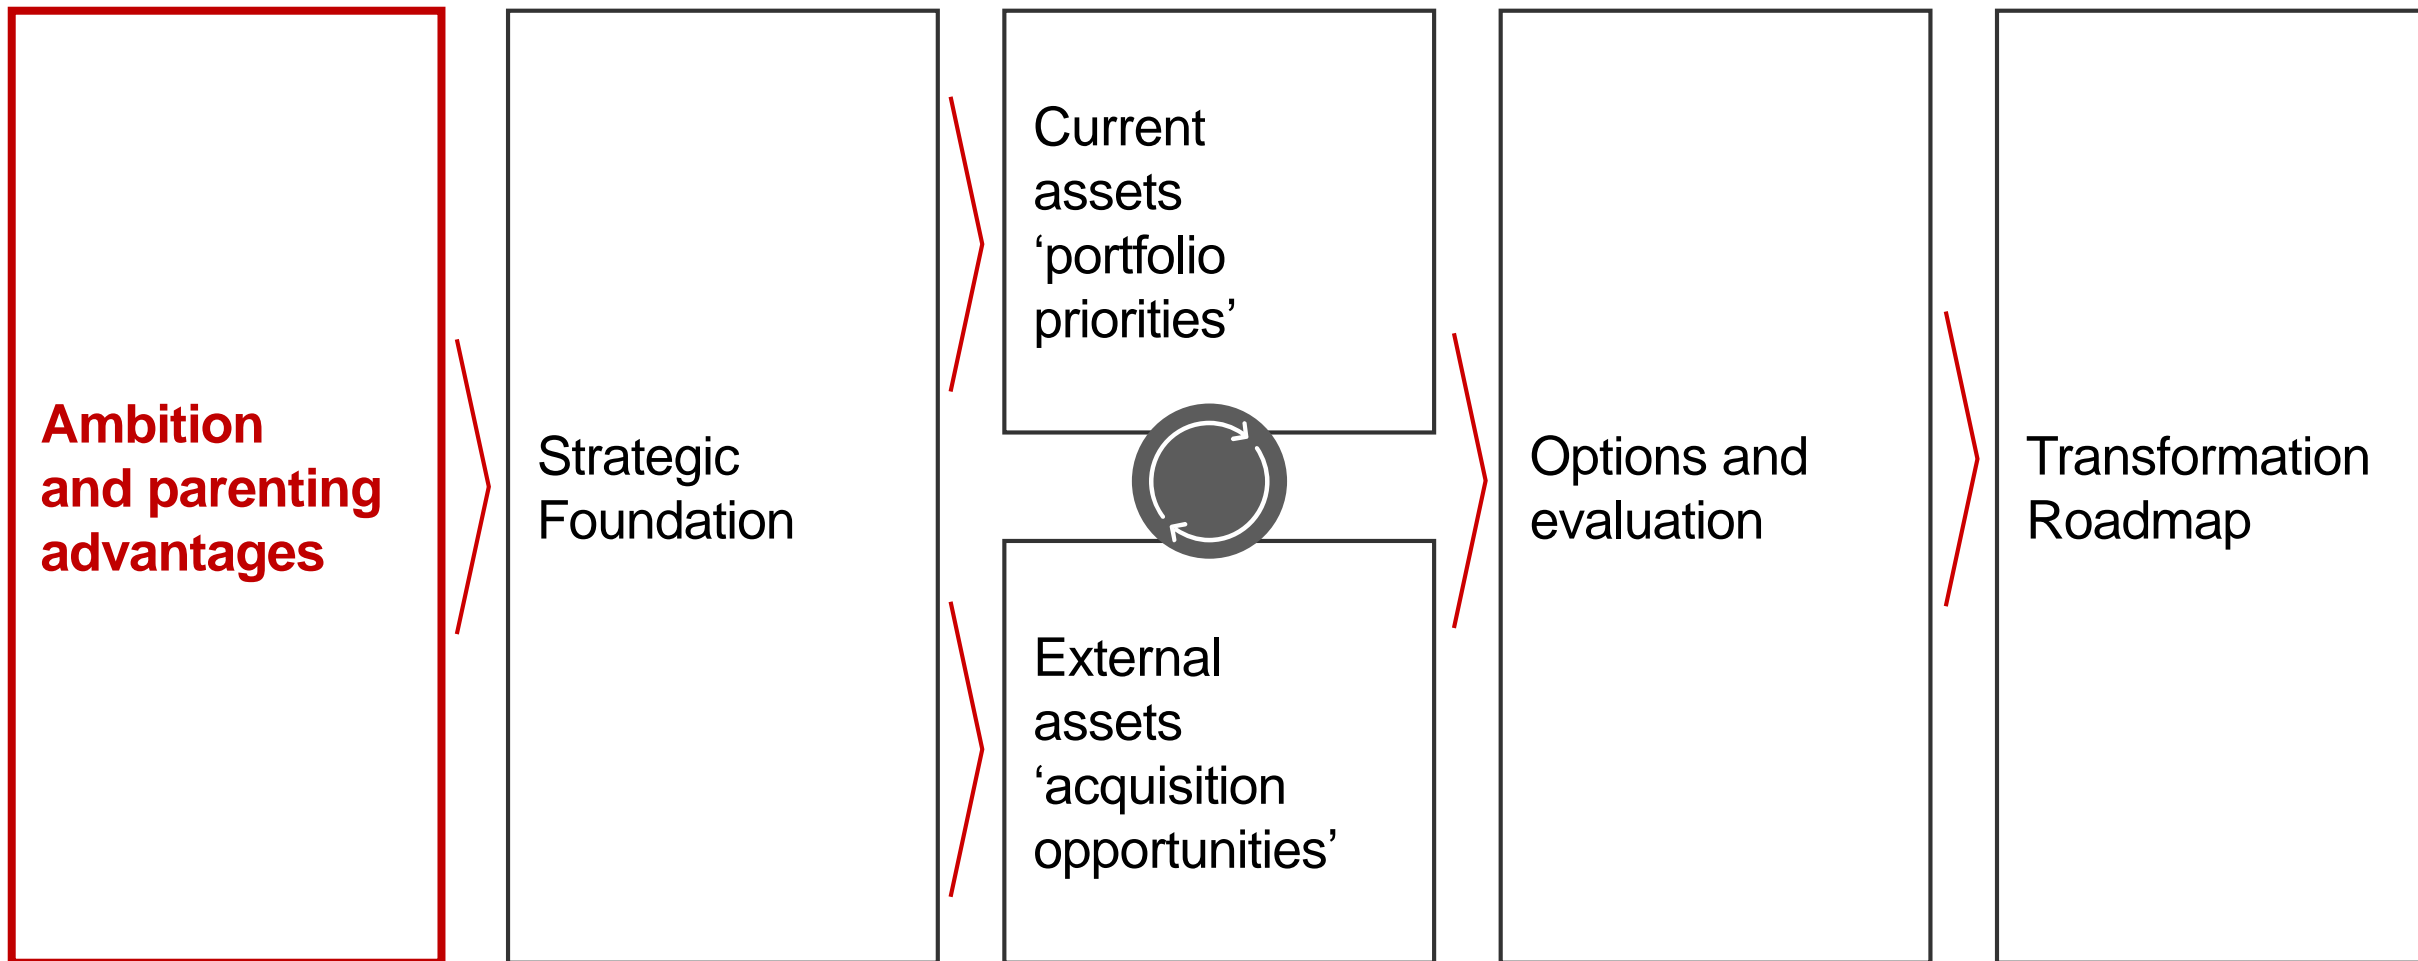 Ambition
and parenting
advantages
Strategic
Foundation
Current
assets
‘portfolio
priorities’
External
assets
‘acquisition
opportunities’
Options and
evaluation
Transformation
Roadmap